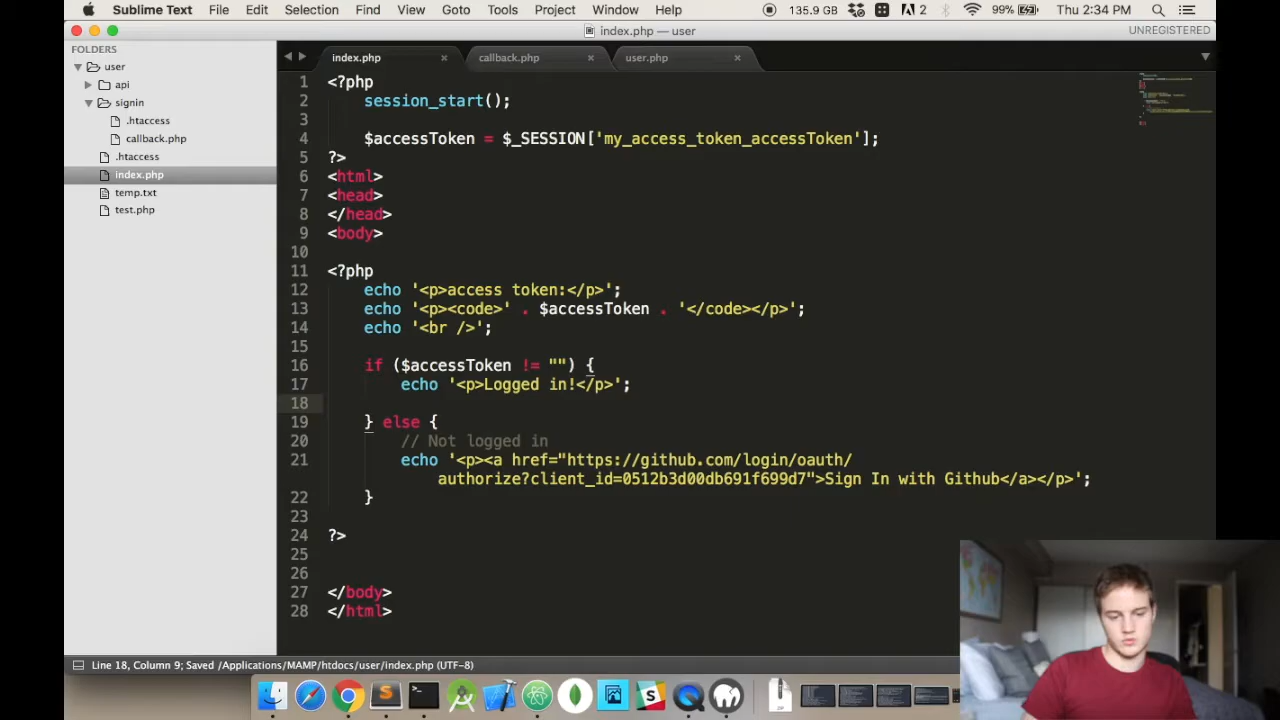 Sublime Text File Edit Selection Find View Goto Tools Project Window Help 135.9 GB 2 99% Thu 2:34 PM
index.php — user
UNREGISTERED
FOLDERS
user
api
signin
.htaccess
callback.php
.htaccess
index.php
temp.txt
test.php
index.php callback.php user.php
1 <?php
2 session_start();
3
4 $accessToken = $_SESSION['my_access_token_accessToken'];
5 ?>
6 <html>
7 <head>
8 </head>
9 <body>
10
11 <?php
12 echo '<p>access token:</p>';
13 echo '<p><code>' . $accessToken . '</code></p>';
14 echo '<br />';
15
16 if ($accessToken != "") {
17 echo '<p>Logged in!</p>';
18
19 } else {
20 // Not logged in
21 echo '<p><a href="https://github.com/login/oauth/
authorize?client_id=0512b3d00db691f699d7">Sign In with Github</a></p>';
22 }
23
24 ?>
25
26
27 </body>
28 </html>
Line 18, Column 9; Saved /Applications/MAMP/htdocs/user/index.php (UTF-8)